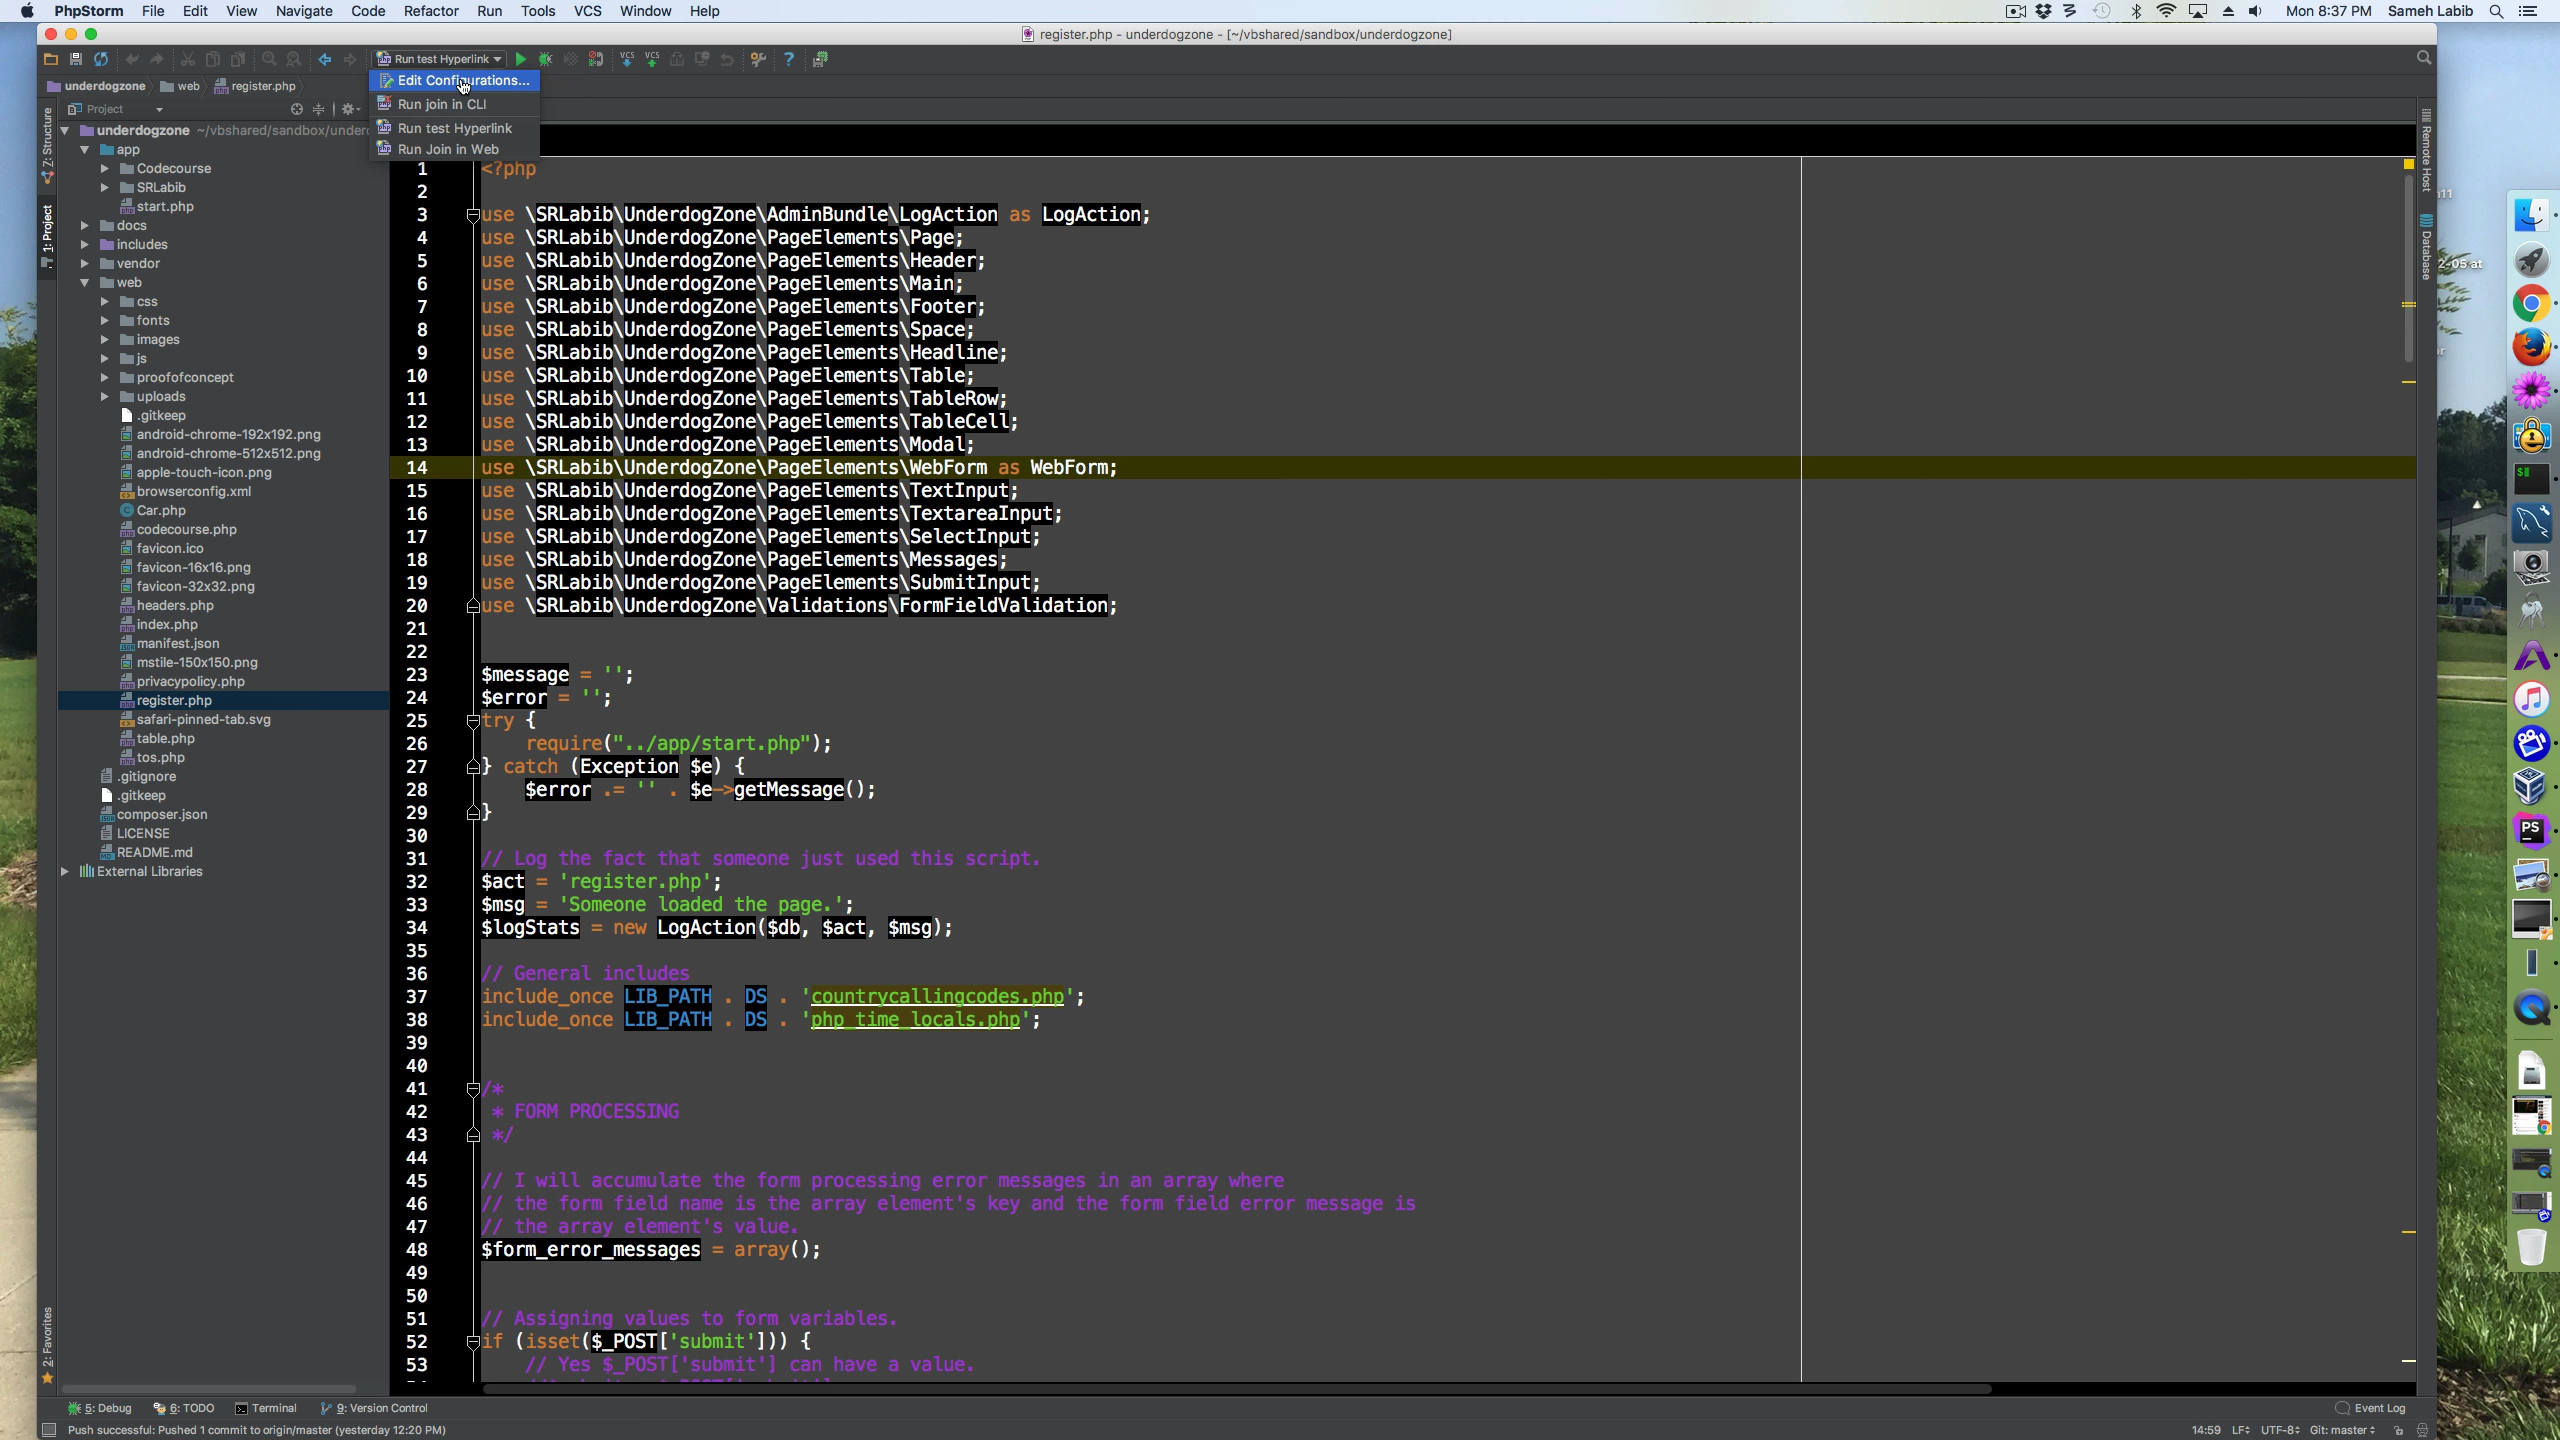 PhpStorm File Edit View Navigate Code Refactor Run Tools VCS Window Help
Mon 8:37 PM Sameh Labib
register.php - underdogzone - [~/vbshared/sandbox/underdogzone]
Run test Hyperlink
VCS VCS
Edit Configurations...
Run join in CLI
Run test Hyperlink
Run Join in Web
underdogzone web register.php
Project
Z: Structure
1: Project
2: Favorites
Remote Host
Database
underdogzone ~/vbshared/sandbox/under
app
Codecourse
SRLabib
start.php
docs
includes
vendor
web
css
fonts
images
js
proofofconcept
uploads
.gitkeep
android-chrome-192x192.png
android-chrome-512x512.png
apple-touch-icon.png
browserconfig.xml
Car.php
codecourse.php
favicon.ico
favicon-16x16.png
favicon-32x32.png
headers.php
index.php
manifest.json
mstile-150x150.png
privacypolicy.php
register.php
safari-pinned-tab.svg
table.php
tos.php
.gitignore
.gitkeep
composer.json
LICENSE
README.md
External Libraries
1 <?php
2
3 use \SRLabib\UnderdogZone\AdminBundle\LogAction as LogAction;
4 use \SRLabib\UnderdogZone\PageElements\Page;
5 use \SRLabib\UnderdogZone\PageElements\Header;
6 use \SRLabib\UnderdogZone\PageElements\Main;
7 use \SRLabib\UnderdogZone\PageElements\Footer;
8 use \SRLabib\UnderdogZone\PageElements\Space;
9 use \SRLabib\UnderdogZone\PageElements\Headline;
10 use \SRLabib\UnderdogZone\PageElements\Table;
11 use \SRLabib\UnderdogZone\PageElements\TableRow;
12 use \SRLabib\UnderdogZone\PageElements\TableCell;
13 use \SRLabib\UnderdogZone\PageElements\Modal;
14 use \SRLabib\UnderdogZone\PageElements\WebForm as WebForm;
15 use \SRLabib\UnderdogZone\PageElements\TextInput;
16 use \SRLabib\UnderdogZone\PageElements\TextareaInput;
17 use \SRLabib\UnderdogZone\PageElements\SelectInput;
18 use \SRLabib\UnderdogZone\PageElements\Messages;
19 use \SRLabib\UnderdogZone\PageElements\SubmitInput;
20 use \SRLabib\UnderdogZone\Validations\FormFieldValidation;
21
22
23 $message = '';
24 $error = '';
25 try {
26 require("../app/start.php");
27 } catch (Exception $e) {
28 $error .= '' . $e->getMessage();
29 }
30
31 // Log the fact that someone just used this script.
32 $act = 'register.php';
33 $msg = 'Someone loaded the page.';
34 $logStats = new LogAction($db, $act, $msg);
35
36 // General includes
37 include_once LIB_PATH . DS . 'countrycallingcodes.php';
38 include_once LIB_PATH . DS . 'php_time_locals.php';
39
40
41 /*
42 * FORM PROCESSING
43 */
44
45 // I will accumulate the form processing error messages in an array where
46 // the form field name is the array element's key and the form field error message is
47 // the array element's value.
48 $form_error_messages = array();
49
50
51 // Assigning values to form variables.
52 if (isset($_POST['submit'])) {
53 // Yes $_POST['submit'] can have a value.
5: Debug 6: TODO Terminal 9: Version Control
Event Log
Push successful: Pushed 1 commit to origin/master (yesterday 12:20 PM)
14:59 LF UTF-8 Git: master
2-05 at
PS